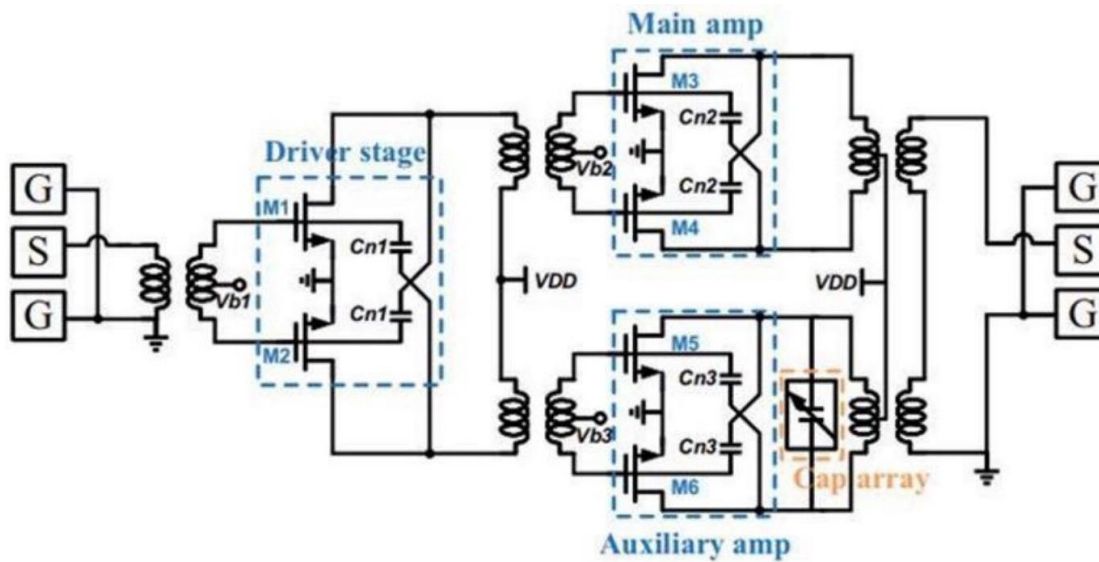 Main amp
M3
Cn2
Driver stage
Vb2
G
M1
Cn2
S
Cn1
M4
G
Vb1
VDD
VDD
G
S
G
Cn1
M2
M5
Cn3
Vb3
Cn3
M6
Cap array
Auxiliary amp